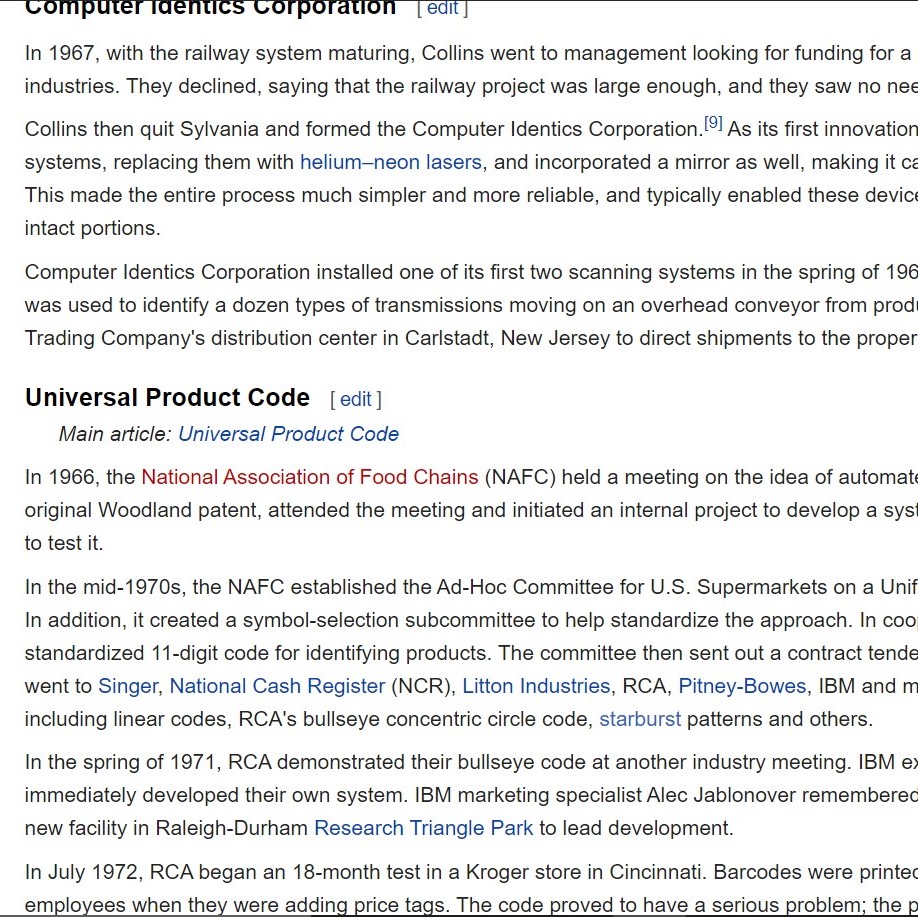 Computer Identics Corporation [ edit ]
In 1967, with the railway system maturing, Collins went to management looking for funding for a
industries. They declined, saying that the railway project was large enough, and they saw no nee
Collins then quit Sylvania and formed the Computer Identics Corporation.[9] As its first innovation
systems, replacing them with helium–neon lasers, and incorporated a mirror as well, making it ca
This made the entire process much simpler and more reliable, and typically enabled these device
intact portions.
Computer Identics Corporation installed one of its first two scanning systems in the spring of 196
was used to identify a dozen types of transmissions moving on an overhead conveyor from produ
Trading Company's distribution center in Carlstadt, New Jersey to direct shipments to the proper
Universal Product Code [ edit ]
Main article: Universal Product Code
In 1966, the National Association of Food Chains (NAFC) held a meeting on the idea of automate
original Woodland patent, attended the meeting and initiated an internal project to develop a syst
to test it.
In the mid-1970s, the NAFC established the Ad-Hoc Committee for U.S. Supermarkets on a Unif
In addition, it created a symbol-selection subcommittee to help standardize the approach. In coop
standardized 11-digit code for identifying products. The committee then sent out a contract tende
went to Singer, National Cash Register (NCR), Litton Industries, RCA, Pitney-Bowes, IBM and m
including linear codes, RCA's bullseye concentric circle code, starburst patterns and others.
In the spring of 1971, RCA demonstrated their bullseye code at another industry meeting. IBM ex
immediately developed their own system. IBM marketing specialist Alec Jablonover remembered
new facility in Raleigh-Durham Research Triangle Park to lead development.
In July 1972, RCA began an 18-month test in a Kroger store in Cincinnati. Barcodes were printed
employees when they were adding price tags. The code proved to have a serious problem; the p